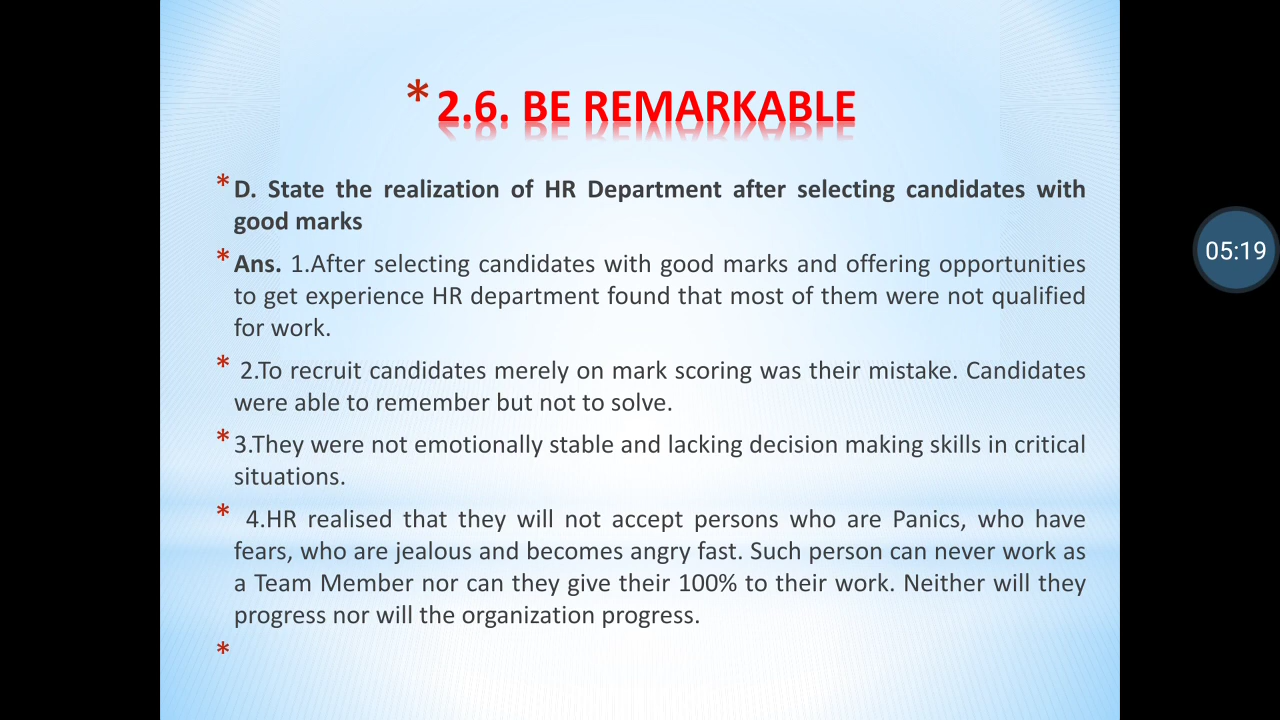 * 2.6. BE REMARKABLE
* D. State the realization of HR Department after selecting candidates with
good marks
* Ans. 1.After selecting candidates with good marks and offering opportunities
to get experience HR department found that most of them were not qualified
for work.
* 2.To recruit candidates merely on mark scoring was their mistake. Candidates
were able to remember but not to solve.
* 3.They were not emotionally stable and lacking decision making skills in critical
situations.
* 4.HR realised that they will not accept persons who are Panics, who have
fears, who are jealous and becomes angry fast. Such person can never work as
a Team Member nor can they give their 100% to their work. Neither will they
progress nor will the organization progress.
*
05:19